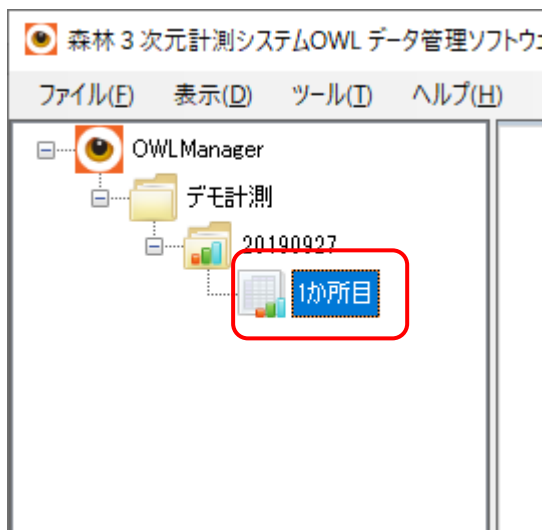 森林3次元計測システムOWL データ管理ソフトウ
ファイル(F) 表示(D) ツール(T) ヘルプ(H)
OWLManager
デモ計測
20190927
1か所目